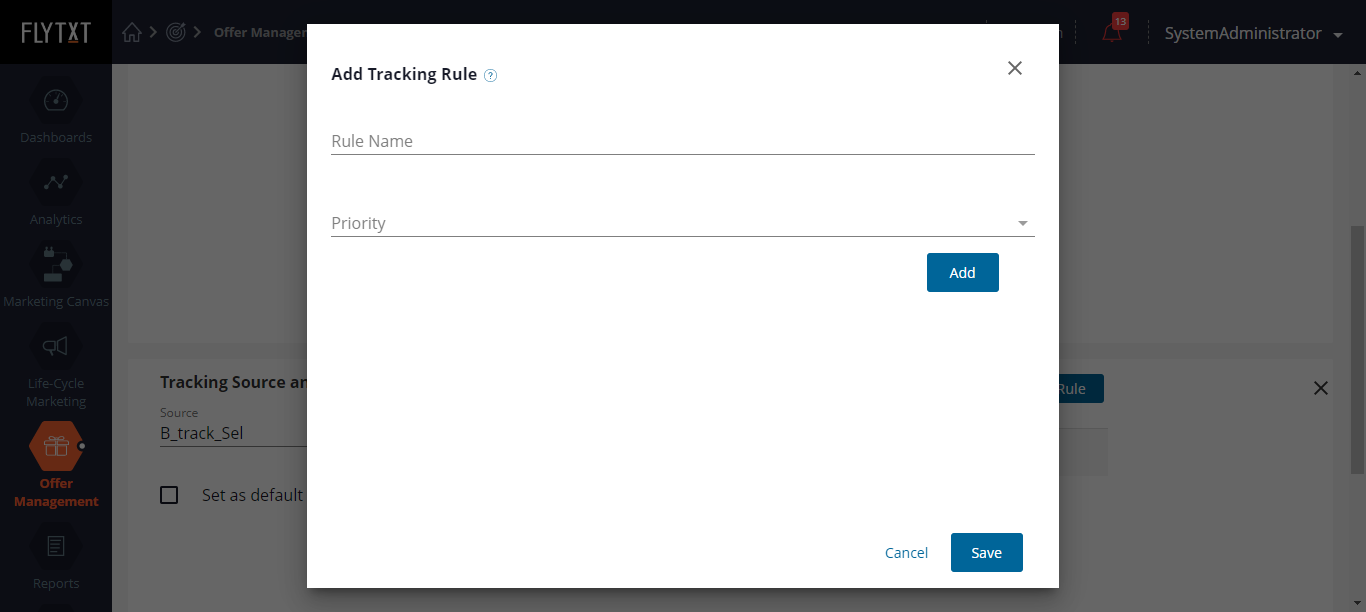 FLYTXT
Offer Manager
13
SystemAdministrator
Add Tracking Rule ?
Rule Name
Priority
Add
Dashboards
Analytics
Marketing Canvas
Life-Cycle
Marketing
Offer
Management
Reports
Tracking Source an
Rule
Source
B_track_Sel
Set as default
Cancel
Save